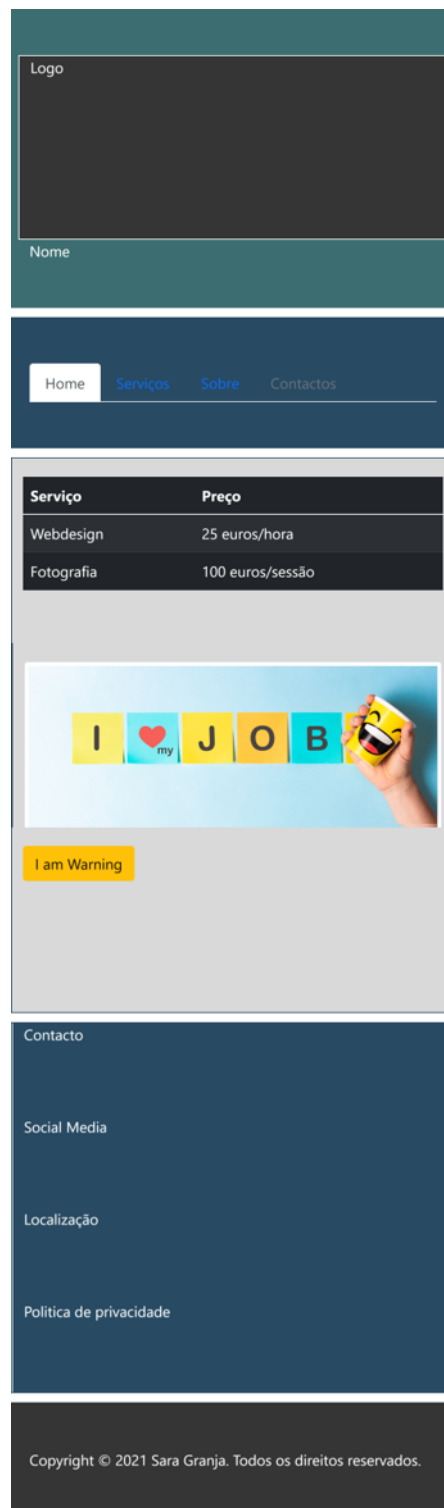 Logo
Nome
Home Serviços Sobre Contactos
Serviço Preço
Webdesign 25 euros/hora
Fotografia 100 euros/sessão
I my JOB
I am Warning
Contacto
Social Media
Localização
Politica de privacidade
Copyright © 2021 Sara Granja. Todos os direitos reservados.